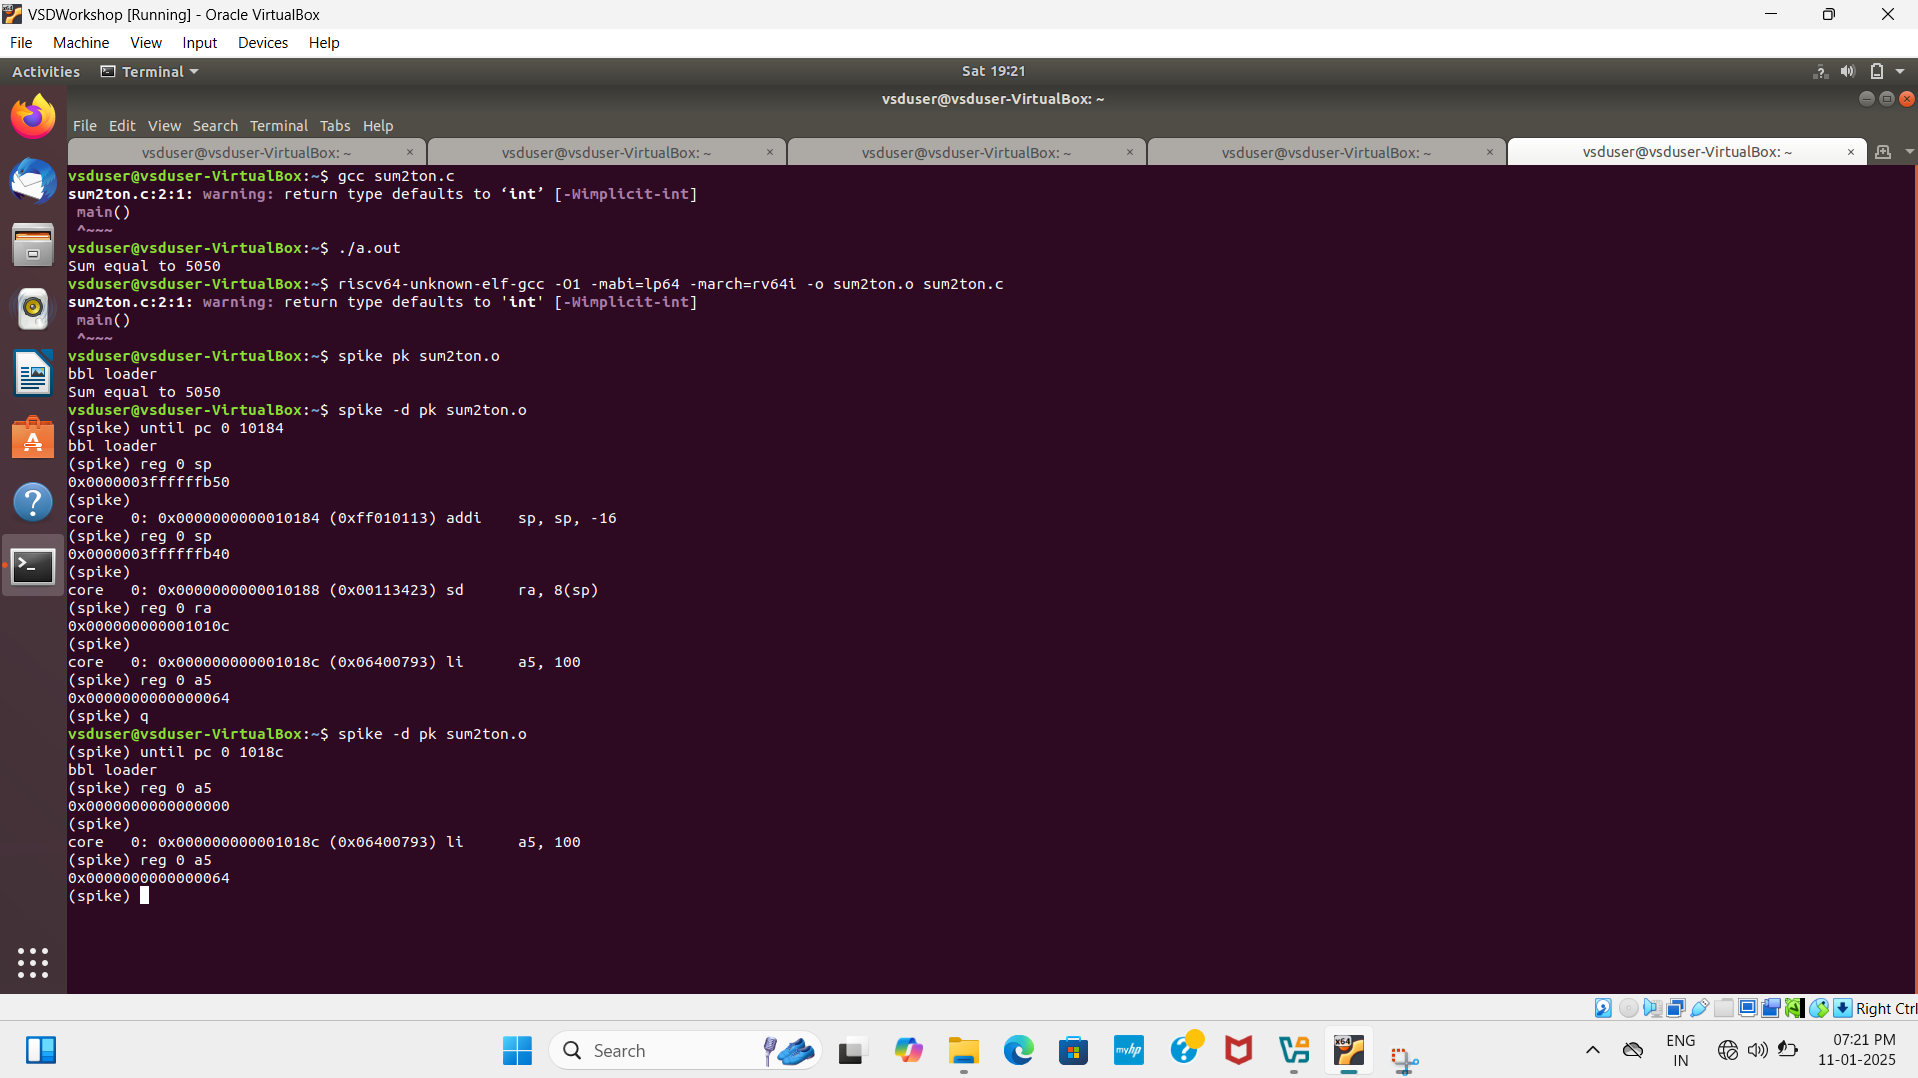 VSDWorkshop [Running] - Oracle VirtualBox
File Machine View Input Devices Help
Activities Terminal Sat 19:21
vsduser@vsduser-VirtualBox: ~
File Edit View Search Terminal Tabs Help
vsduser@vsduser-VirtualBox: ~ × vsduser@vsduser-VirtualBox: ~ × vsduser@vsduser-VirtualBox: ~ × vsduser@vsduser-VirtualBox: ~ × vsduser@vsduser-VirtualBox: ~ ×
vsduser@vsduser-VirtualBox:~$ gcc sum2ton.c
sum2ton.c:2:1: warning: return type defaults to ‘int’ [-Wimplicit-int]
 main()
 ^~~~
vsduser@vsduser-VirtualBox:~$ ./a.out
Sum equal to 5050
vsduser@vsduser-VirtualBox:~$ riscv64-unknown-elf-gcc -O1 -mabi=lp64 -march=rv64i -o sum2ton.o sum2ton.c
sum2ton.c:2:1: warning: return type defaults to 'int' [-Wimplicit-int]
 main()
 ^~~~
vsduser@vsduser-VirtualBox:~$ spike pk sum2ton.o
bbl loader
Sum equal to 5050
vsduser@vsduser-VirtualBox:~$ spike -d pk sum2ton.o
(spike) until pc 0 10184
bbl loader
(spike) reg 0 sp
0x0000003ffffffb50
(spike)
core   0: 0x0000000000010184 (0xff010113) addi    sp, sp, -16
(spike) reg 0 sp
0x0000003ffffffb40
(spike)
core   0: 0x0000000000010188 (0x00113423) sd      ra, 8(sp)
(spike) reg 0 ra
0x000000000001010c
(spike)
core   0: 0x000000000001018c (0x06400793) li      a5, 100
(spike) reg 0 a5
0x0000000000000064
(spike) q
vsduser@vsduser-VirtualBox:~$ spike -d pk sum2ton.o
(spike) until pc 0 1018c
bbl loader
(spike) reg 0 a5
0x0000000000000000
(spike)
core   0: 0x000000000001018c (0x06400793) li      a5, 100
(spike) reg 0 a5
0x0000000000000064
(spike)
Right Ctrl
Search
myhp
x64
ENG
IN
07:21 PM
11-01-2025